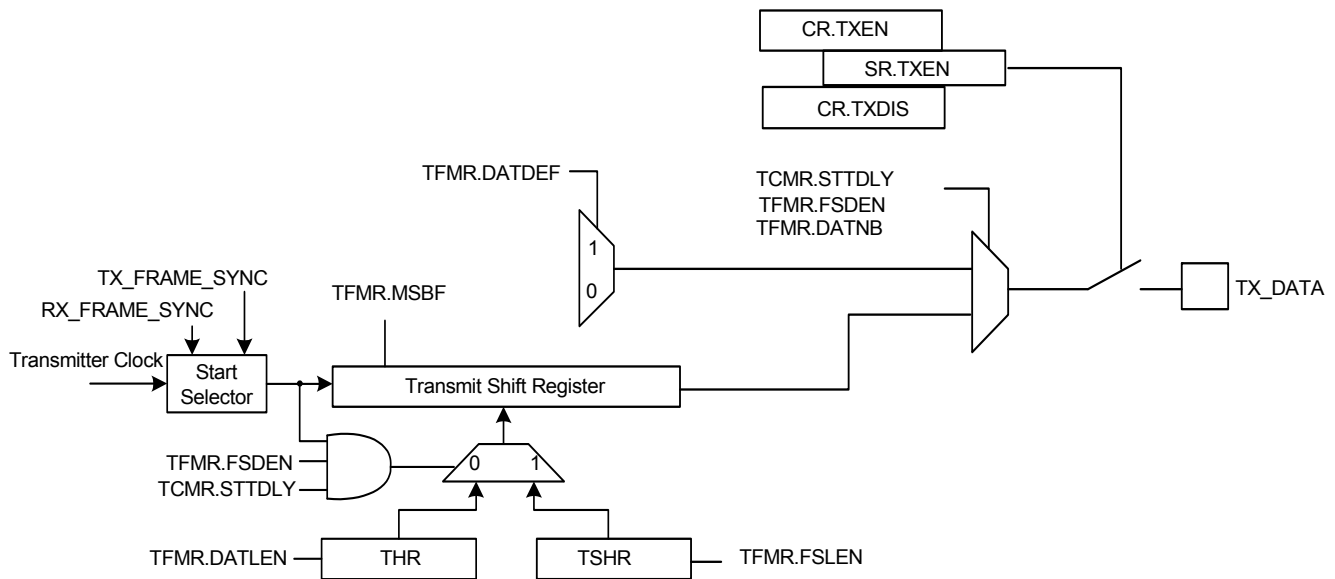 CR.TXEN
SR.TXEN
CR.TXDIS
TFMR.DATDEF
TCMR.STTDLY
TFMR.FSDEN
TFMR.DATNB
1
0
TX_FRAME_SYNC
RX_FRAME_SYNC
TFMR.MSBF
TX_DATA
Transmitter Clock
Start
Selector
Transmit Shift Register
TFMR.FSDEN
TCMR.STTDLY
0 1
TFMR.DATLEN
THR
TSHR
TFMR.FSLEN